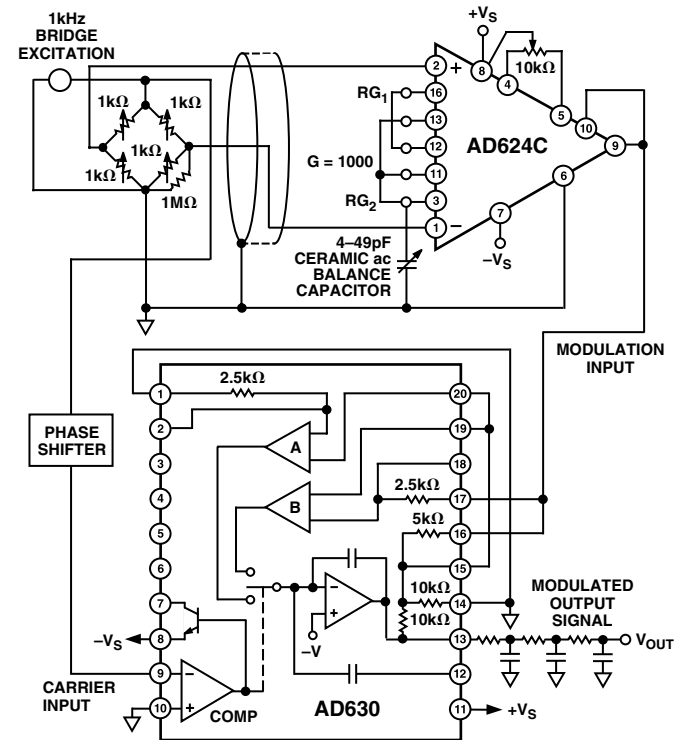 1kHz
BRIDGE
EXCITATION
1kΩ
1kΩ
1kΩ
1kΩ
1MΩ
+VS
10kΩ
2
+
8
4
5
10
9
6
7
–VS
RG1
16
13
12
G = 1000
11
RG2
3
1
–
AD624C
4–49pF
CERAMIC ac
BALANCE
CAPACITOR
MODULATION
INPUT
PHASE
SHIFTER
1
2
3
4
5
6
7
8
9
10
–VS
CARRIER
INPUT
2.5kΩ
A
B
20
19
18
17
16
15
14
13
12
11
2.5kΩ
5kΩ
10kΩ
10kΩ
–
+
–V
–
+
COMP
AD630
+VS
MODULATED
OUTPUT
SIGNAL
VOUT